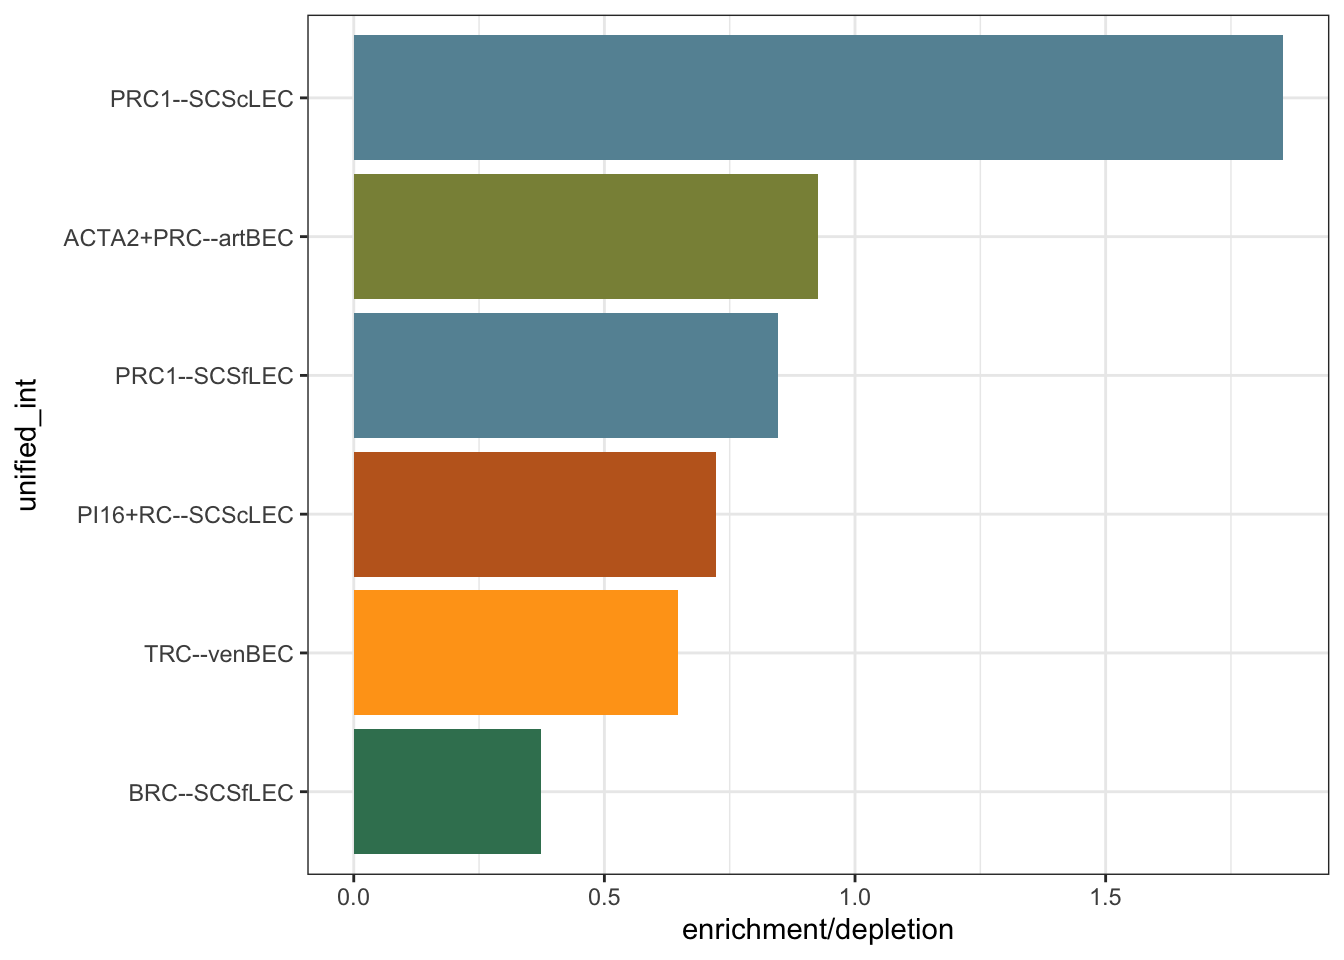 PRC1--SCScLEC
ACTA2+PRC--artBEC
PRC1--SCSfLEC
PI16+RC--SCScLEC
TRC--venBEC
BRC--SCSfLEC
unified_int
0.0 0.5 1.0 1.5
enrichment/depletion